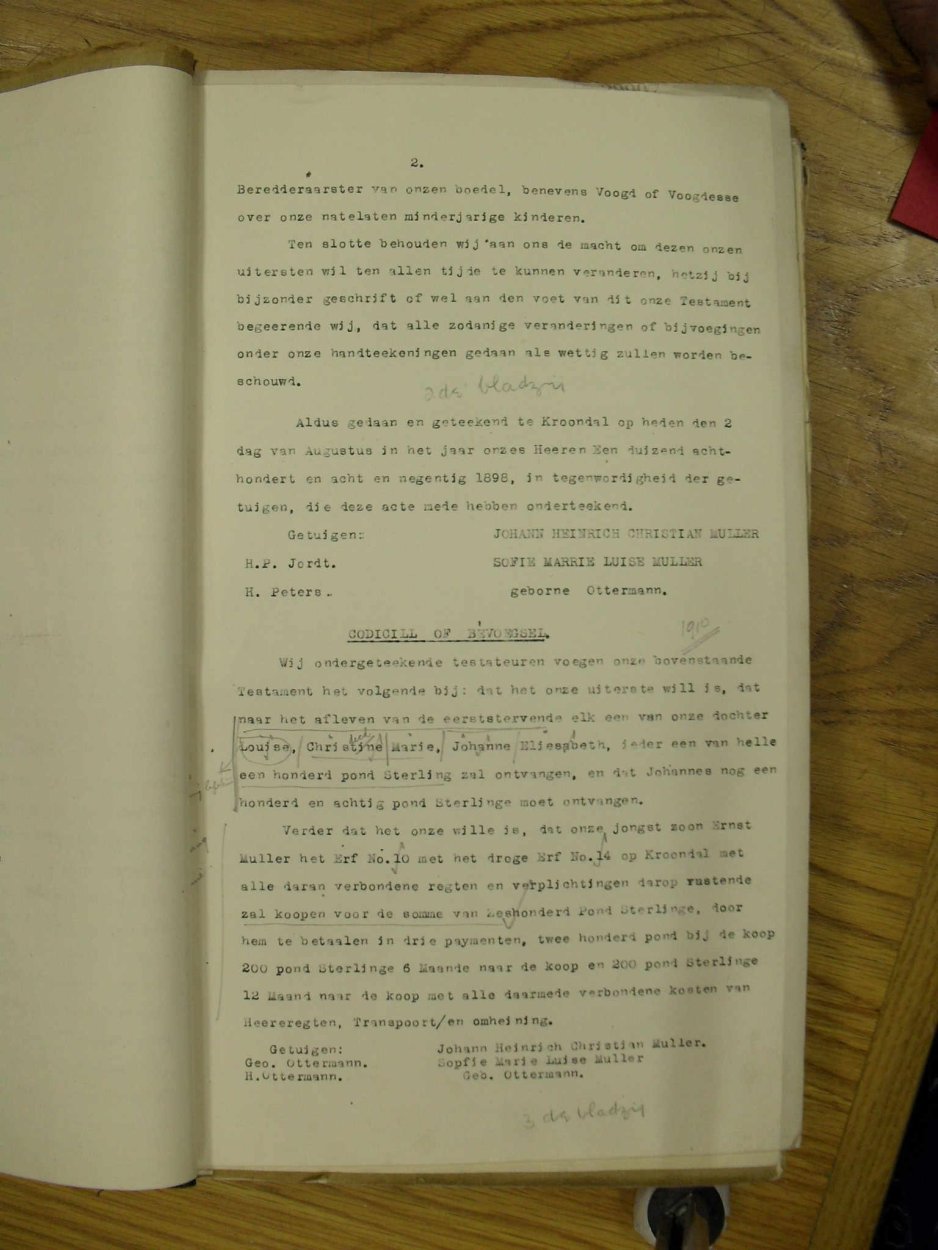 2.
Beredderaarster van onzen boedel, benevens Voogd of Voogdesse
over onze natelaten minderjarige kinderen.
Ten slotte behouden wij aan ons de macht om dezen onzen
uitersten wil ten allen tijde te kunnen veranderen, hetzij bij
bijzonder geschrift of wel aan den voet van dit onze Testament
begeerende wij, dat alle zodanige veranderingen of bijvoegingen
onder onze handteekeningen gedaan als wettig zullen worden be-
schouwd.
2de bladzij
Aldus gedaan en geteekend te Kroondal op heden den 2
dag van Augustus in het jaar onzes Heeren Een duizend acht-
hondert en acht en negentig 1898, in tegenwordigheid der ge-
tuigen, die deze acte mede hebben onderteekend.
Getuigen: JOHANN HEINRICH CHRISTIAN MULLER
H.P. Jordt. SOFIE MARRIE LUISE MULLER
H. Peters. geborne Ottermann.
1910
CODICILL OF BEVOEGSEL.
Wij ondergeteekende testateuren voegen onze bovenstaande
Testament het volgende bij: dat het onze uiterste will is, dat
naar het afleven van de eerststervende elk een van onze dochter
Louise, Christine Marie, Johanne Eliesabeth, ieder een van helle
een honderd pond Sterling zal ontvangen, en dat Johannes nog een
honderd en achtig pond Sterlinge moet ontvangen.
Verder dat het onze wille is, dat onze jongst zoon Ernst
Muller het Erf No.10 met het droge Erf No.14 op Kroondal met
alle daran verbondene regten en verplichtingen darop rustende
zal koopen voor de somme van Zeshonderd Pond Sterlinge, door
hem te betaalen in drie paymenten, twee honderd pond bij de koop
200 pond Sterlinge 6 Maande naar de koop en 200 pond Sterlinge
12 Maand naar de koop met alle daarmede verbondene kosten van
Heereregten, Transpoort/en omheining.
Getuigen: Johann Heinrich Christian Muller.
Geo. Ottermann. Sopfie Marie Luise Muller
H.Ottermann. Geb. Ottermann.
3 de bladzij